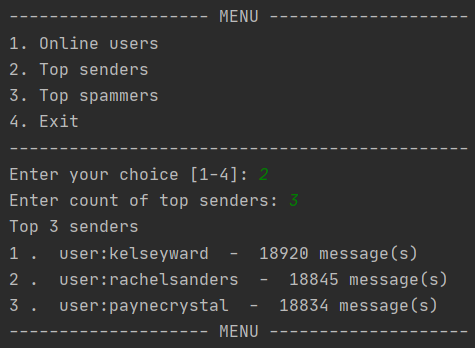 -------------------- MENU --------------------
1. Online users
2. Top senders
3. Top spammers
4. Exit
----------------------------------------------
Enter your choice [1-4]: 2
Enter count of top senders: 3
Top 3 senders
1 .  user:kelseyward  -  18920 message(s)
2 .  user:rachelsanders  -  18845 message(s)
3 .  user:paynecrystal  -  18834 message(s)
-------------------- MENU --------------------